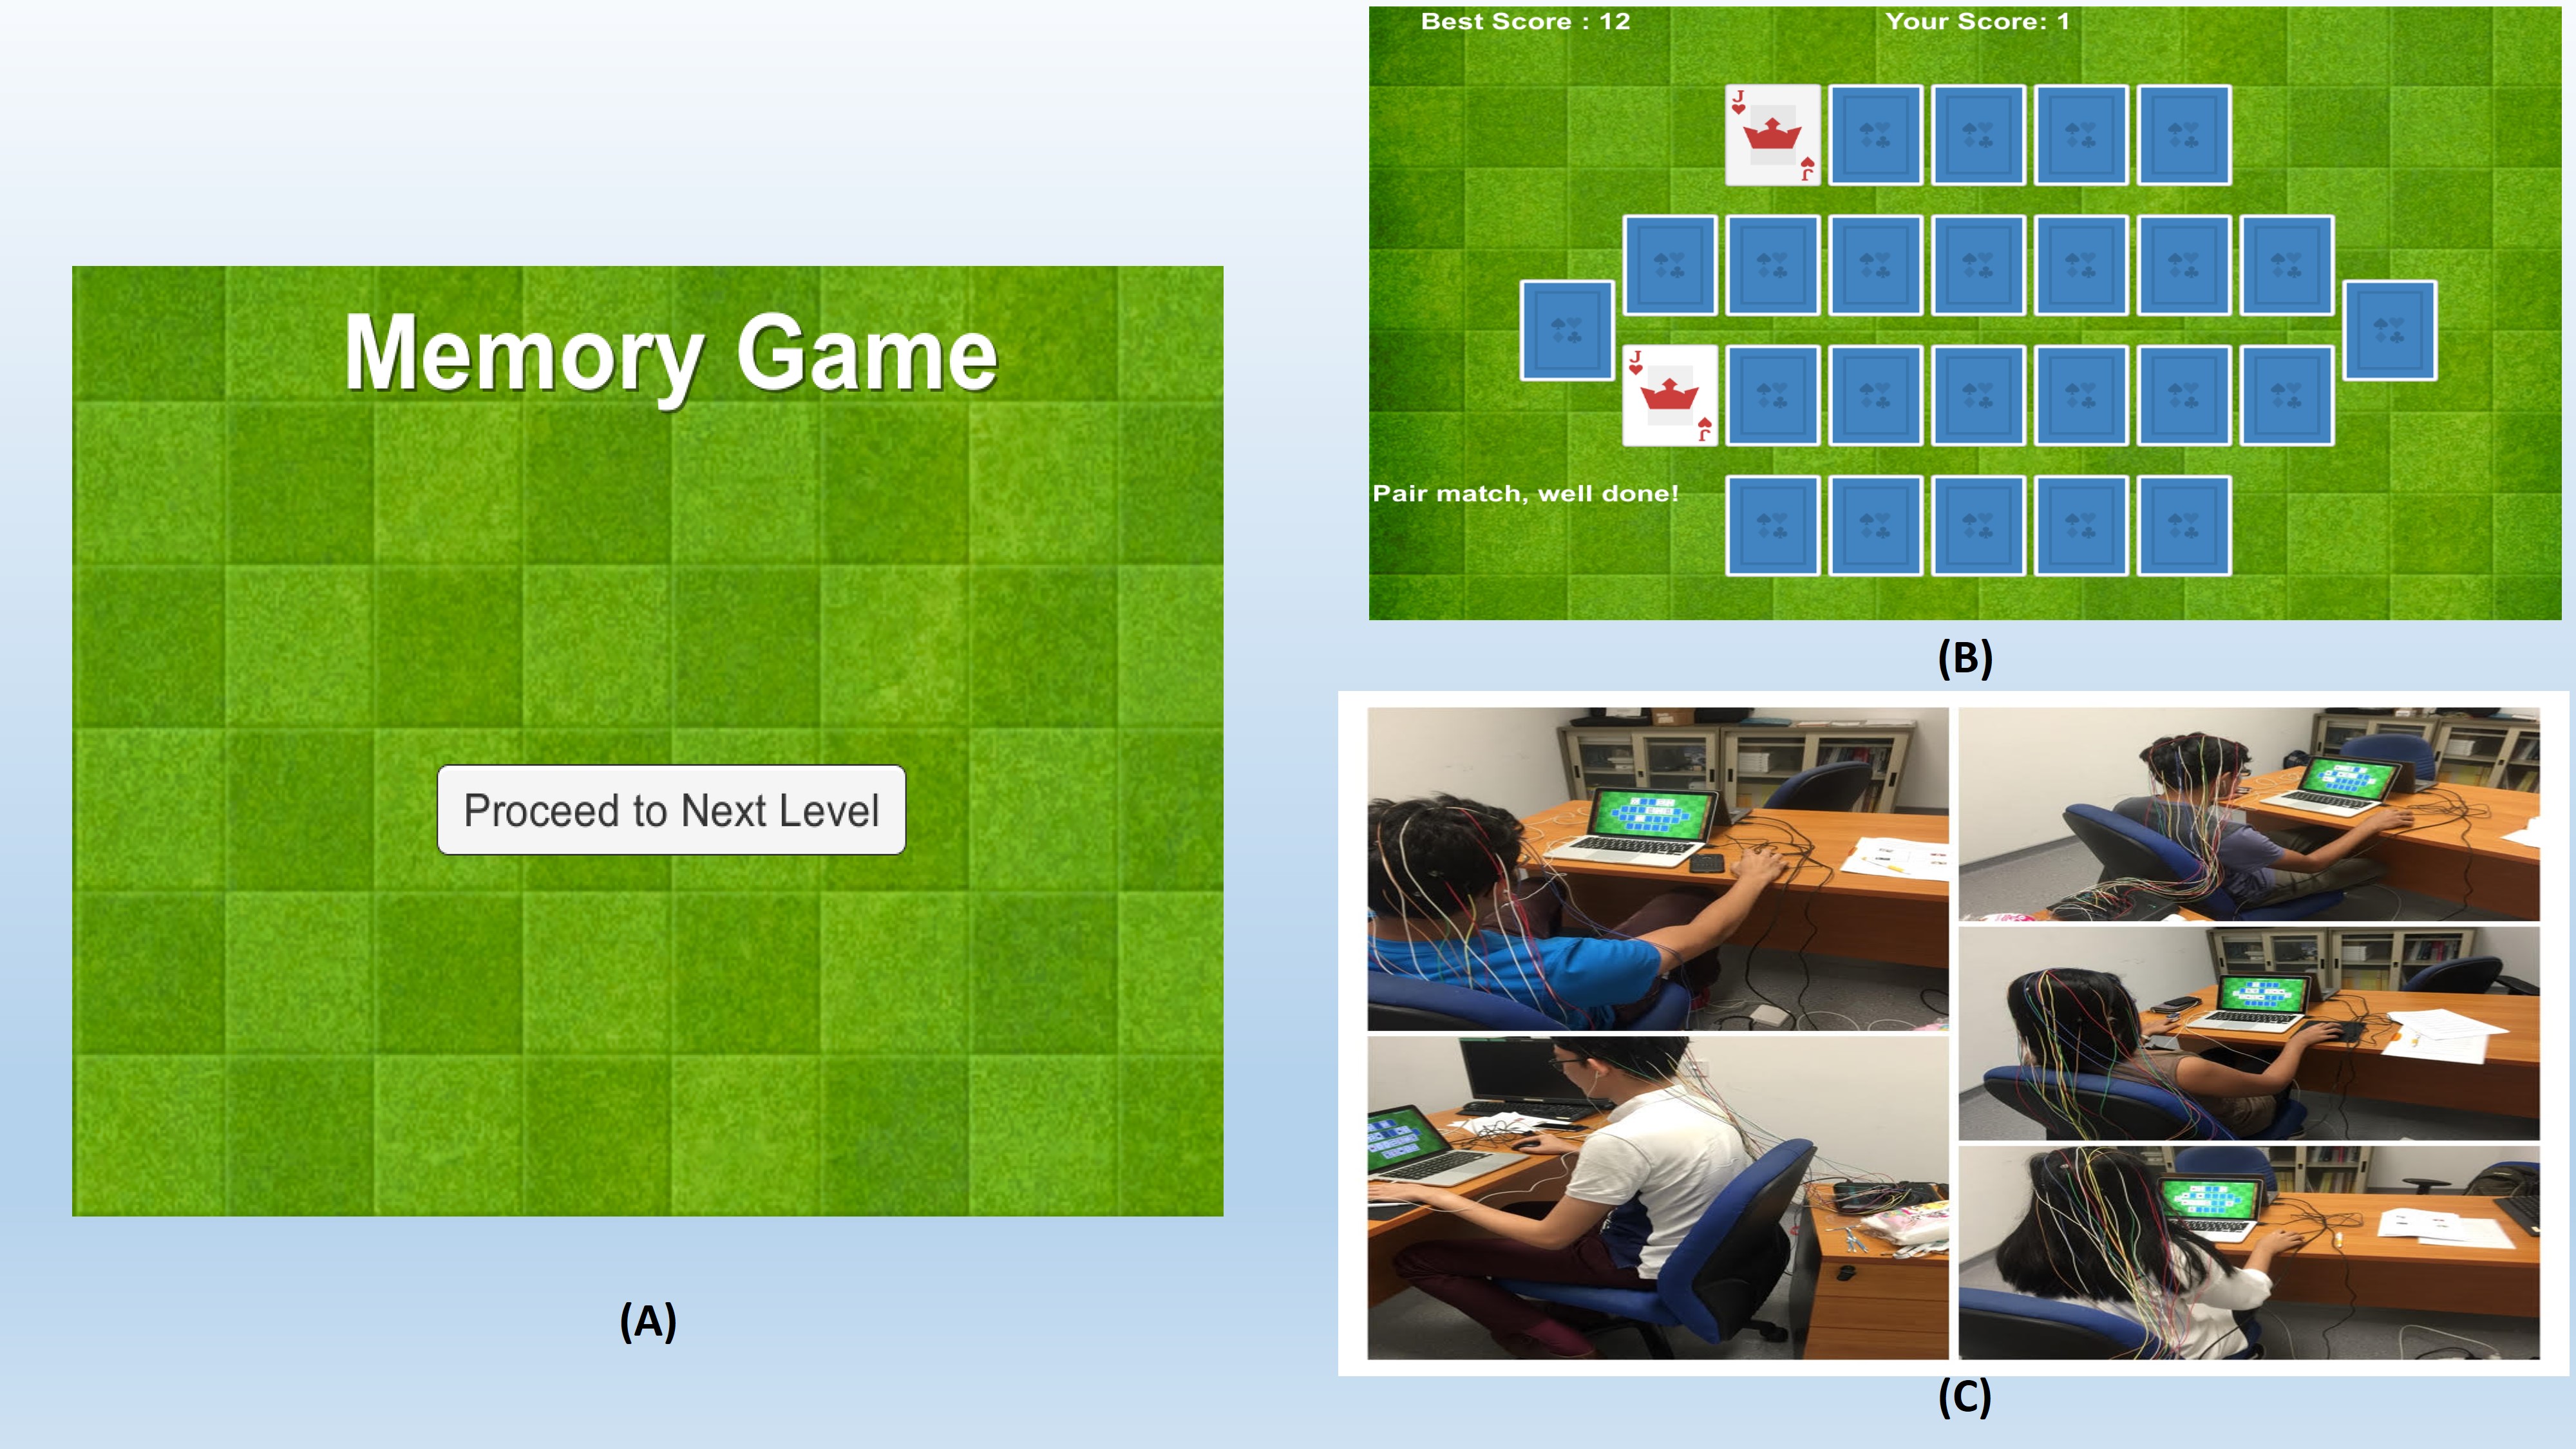 Memory Game
Proceed to Next Level
(A)
Best Score : 12
Your Score: 1
J
J
J
J
Pair match, well done!
(B)
(C)